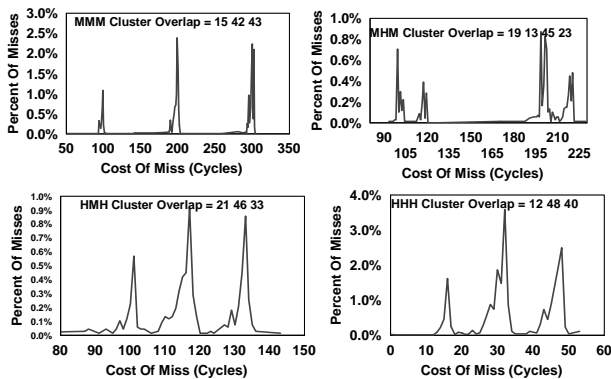 MMM Cluster Overlap = 15 42 43
Percent Of Misses
3.0%
2.5%
2.0%
1.5%
1.0%
0.5%
0.0%
50 100 150 200 250 300 350
Cost Of Miss (Cycles)
MHM Cluster Overlap = 19 13 45 23
Percent Of Misses
1.0%
0.8%
0.6%
0.4%
0.2%
0.0%
90 120 150 180 210
105 135 165 195 225
Cost Of Miss (Cycles)
HMH Cluster Overlap = 21 46 33
Percent Of Misses
1.0%
0.9%
0.8%
0.7%
0.6%
0.5%
0.4%
0.3%
0.2%
0.1%
0.0%
80 90 100 110 120 130 140 150
Cost Of Miss (Cycles)
HHH Cluster Overlap = 12 48 40
Percent Of Misses
4.0%
3.0%
2.0%
1.0%
0.0%
0 10 20 30 40 50 60
Cost Of Miss (Cycles)